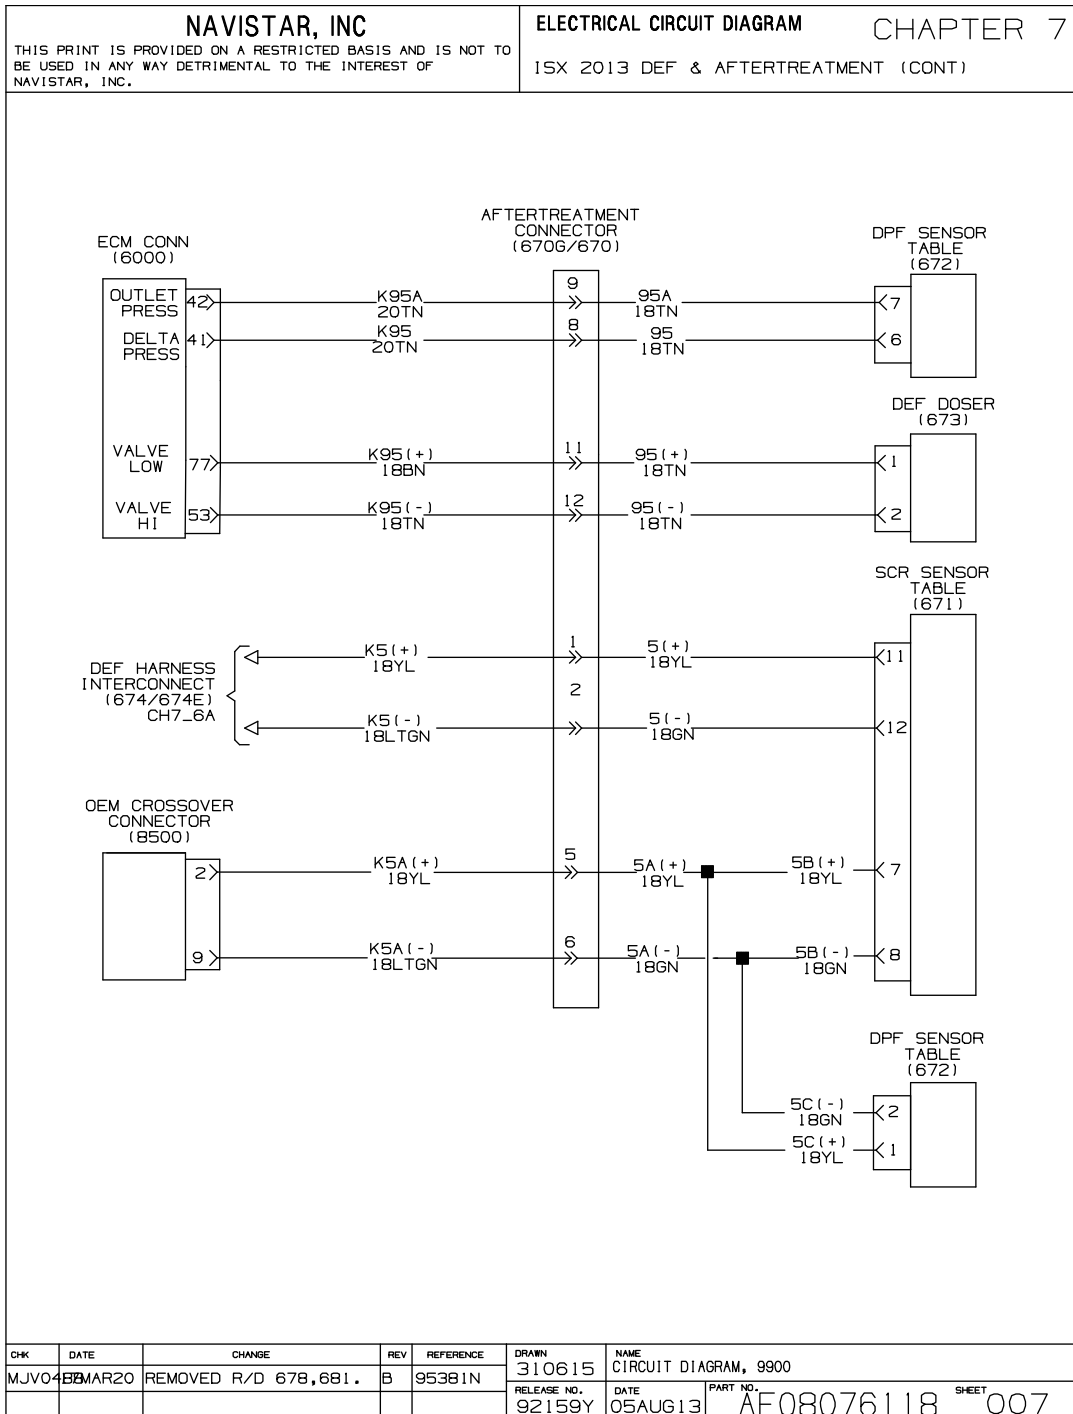 NAVISTAR, INC
THIS PRINT IS PROVIDED ON A RESTRICTED BASIS AND IS NOT TO
BE USED IN ANY WAY DETRIMENTAL TO THE INTEREST OF
NAVISTAR, INC.
ELECTRICAL CIRCUIT DIAGRAM
CHAPTER 7
ISX 2013 DEF & AFTERTREATMENT (CONT)
AFTERTREATMENT
CONNECTOR
(670G/670)
ECM CONN
(6000)
DPF SENSOR
TABLE
(672)
OUTLET
PRESS
42
K95A
20TN
9
95A
18TN
7
DELTA
PRESS
41
K95
20TN
8
95
18TN
6
DEF DOSER
(673)
VALVE
LOW
77
K95(+)
18BN
11
95(+)
18TN
1
VALVE
HI
53
K95(-)
18TN
12
95(-)
18TN
2
SCR SENSOR
TABLE
(671)
DEF HARNESS
INTERCONNECT
(674/674E)
CH7_6A
K5(+)
18YL
1
5(+)
18YL
11
2
K5(-)
18LTGN
5(-)
18GN
12
OEM CROSSOVER
CONNECTOR
(8500)
2
K5A(+)
18YL
5
5A(+)
18YL
5B(+)
18YL
7
9
K5A(-)
18LTGN
6
5A(-)
18GN
5B(-)
18GN
8
DPF SENSOR
TABLE
(672)
5C(-)
18GN
2
5C(+)
18YL
1
CHK DATE CHANGE REV REFERENCE
MJV04 MAR20 REMOVED R/D 678,681. B 95381N
DRAWN
310615
NAME
CIRCUIT DIAGRAM, 9900
RELEASE NO.
92159Y
DATE
05AUG13
PART NO.
AF08076118
SHEET
007